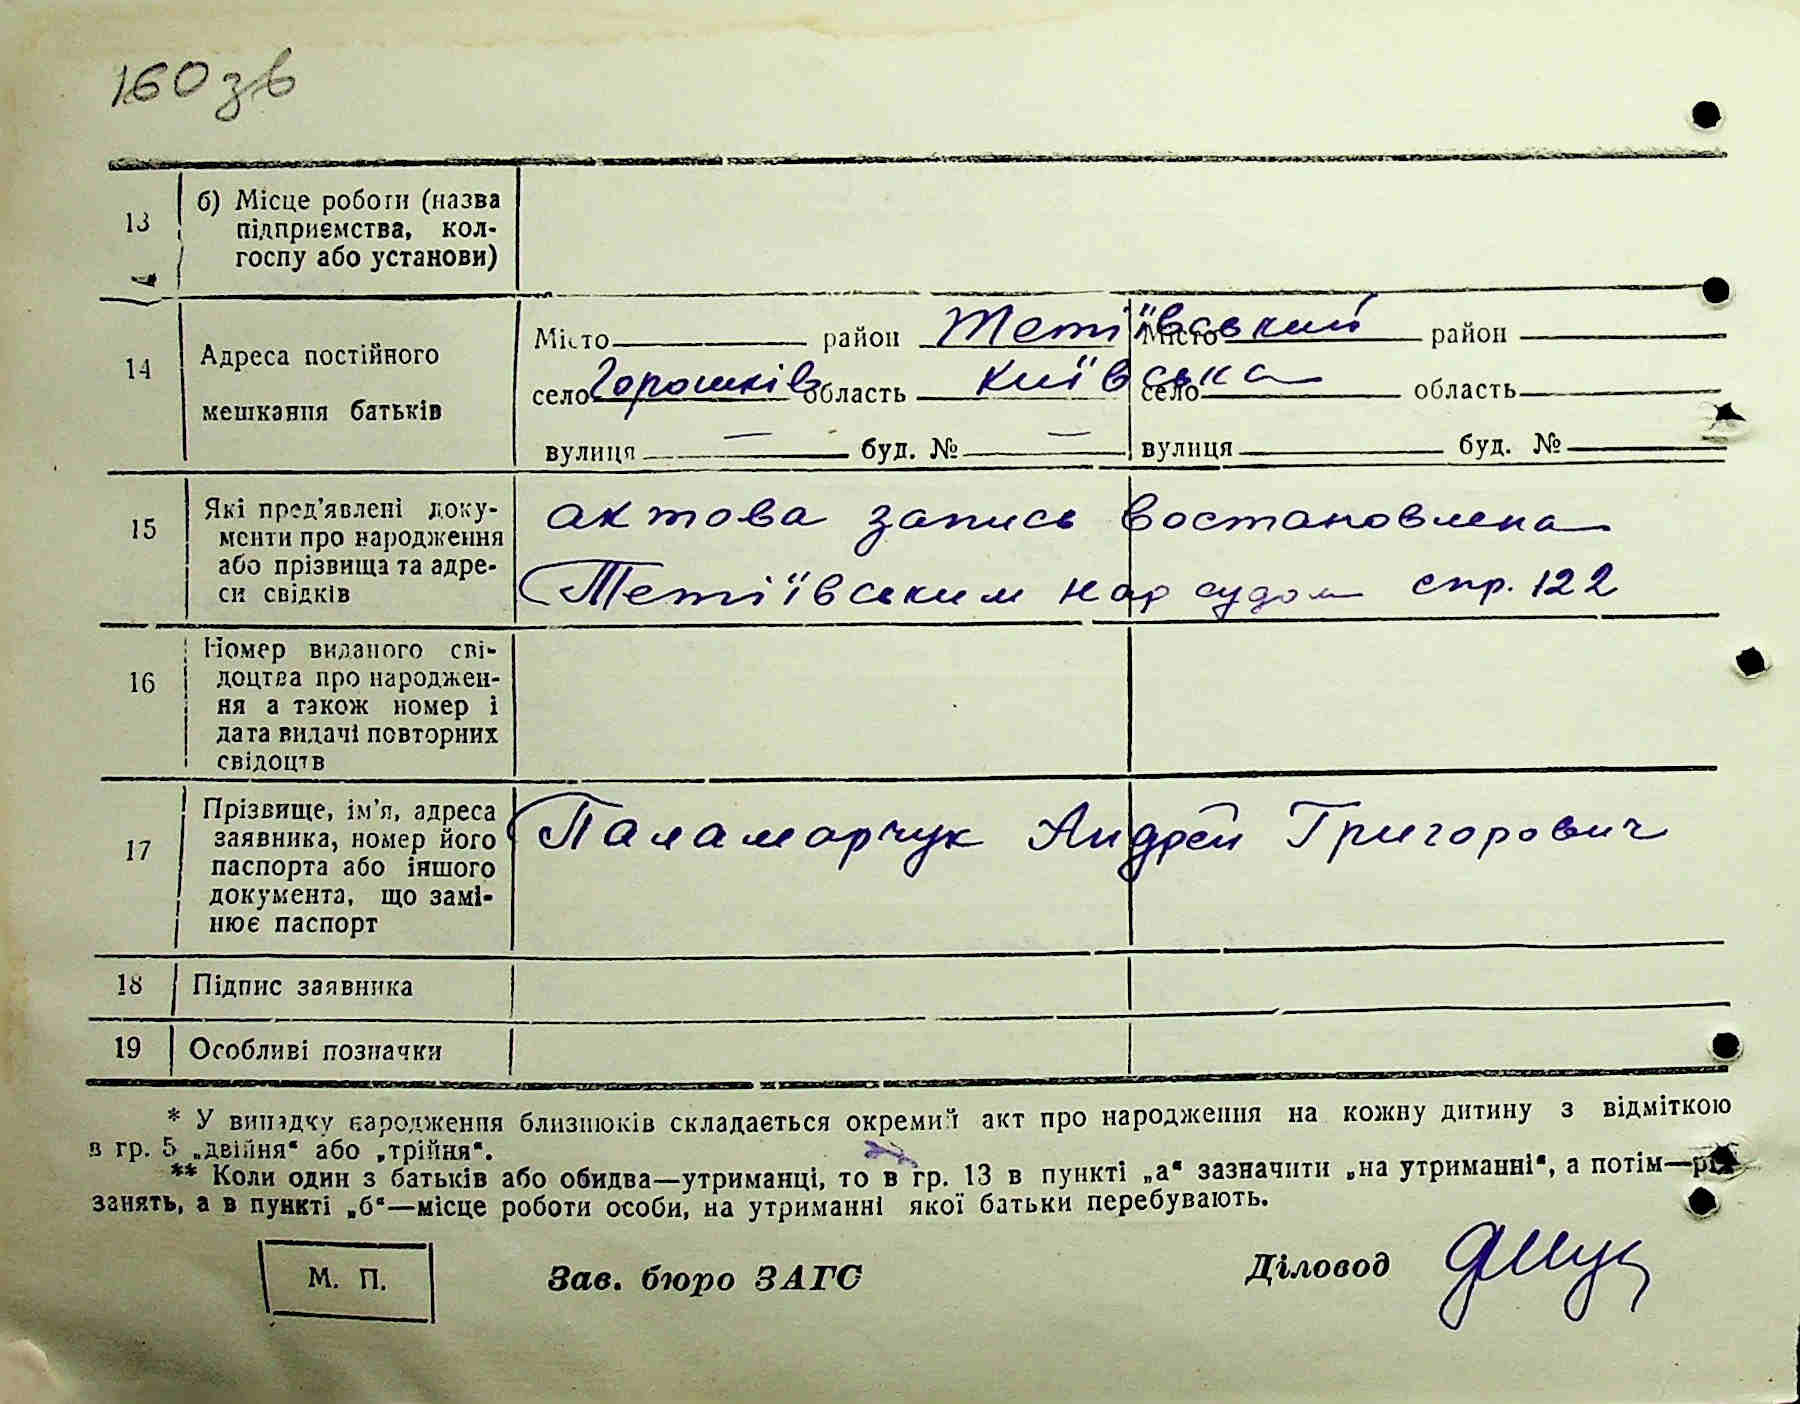 160 зв
13 б) Місце роботи (назва
підприємства, кол-
госпу або установи)
Місто район Тетіївський Місто район
14 Адреса постійного
село Горошків область Київська село область
мешкання батьків
вулиця — буд. № — вулиця буд. №
15 Які пред'явлені доку-
менти про народження
або прізвища та адре-
си свідків
актова запись востановлена
Тетіївським нар судом спр. 122
16 Номер виданого сві-
доцтва про народжен-
ня а також номер і
дата видачі повторних
свідоцтв
17 Прізвище, ім'я, адреса
заявника, номер його
паспорта або іншого
документа, що замі-
нює паспорт
Паламарчук Андрей Григорович
18 Підпис заявника
19 Особливі позначки
* У випадку народження близнюків складається окремий акт про народження на кожну дитину з відміткою
в гр. 5 „двійня“ або „трійня“.
** Коли один з батьків або обидва—утриманці, то в гр. 13 в пункті „а“ зазначити „на утриманні“, а потім—рід
занять, а в пункті „б“—місце роботи особи, на утриманні якої батьки перебувають.
М. П. Зав. бюро ЗАГС Діловод